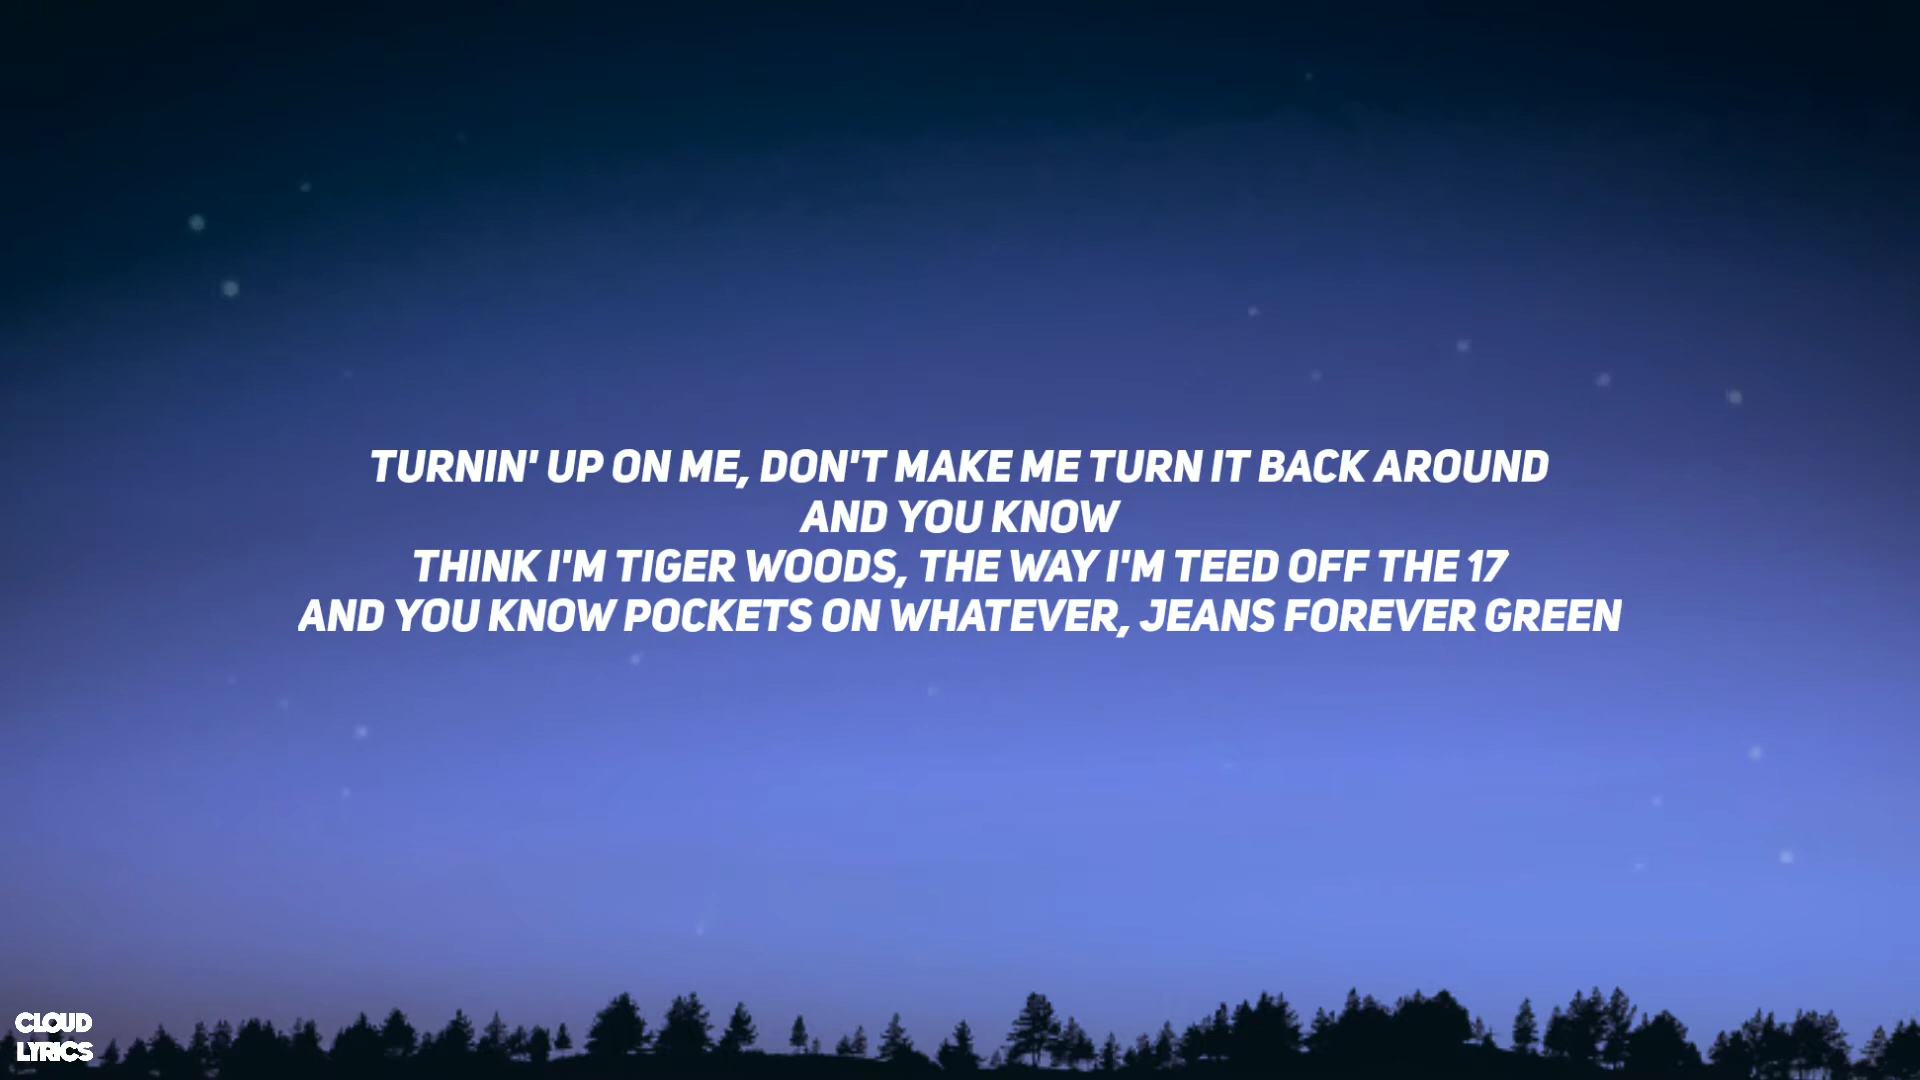 TURNIN' UP ON ME, DON'T MAKE ME TURN IT BACK AROUND
AND YOU KNOW
THINK I'M TIGER WOODS, THE WAY I'M TEED OFF THE 17
AND YOU KNOW POCKETS ON WHATEVER, JEANS FOREVER GREEN
CLOUD
LYRICS